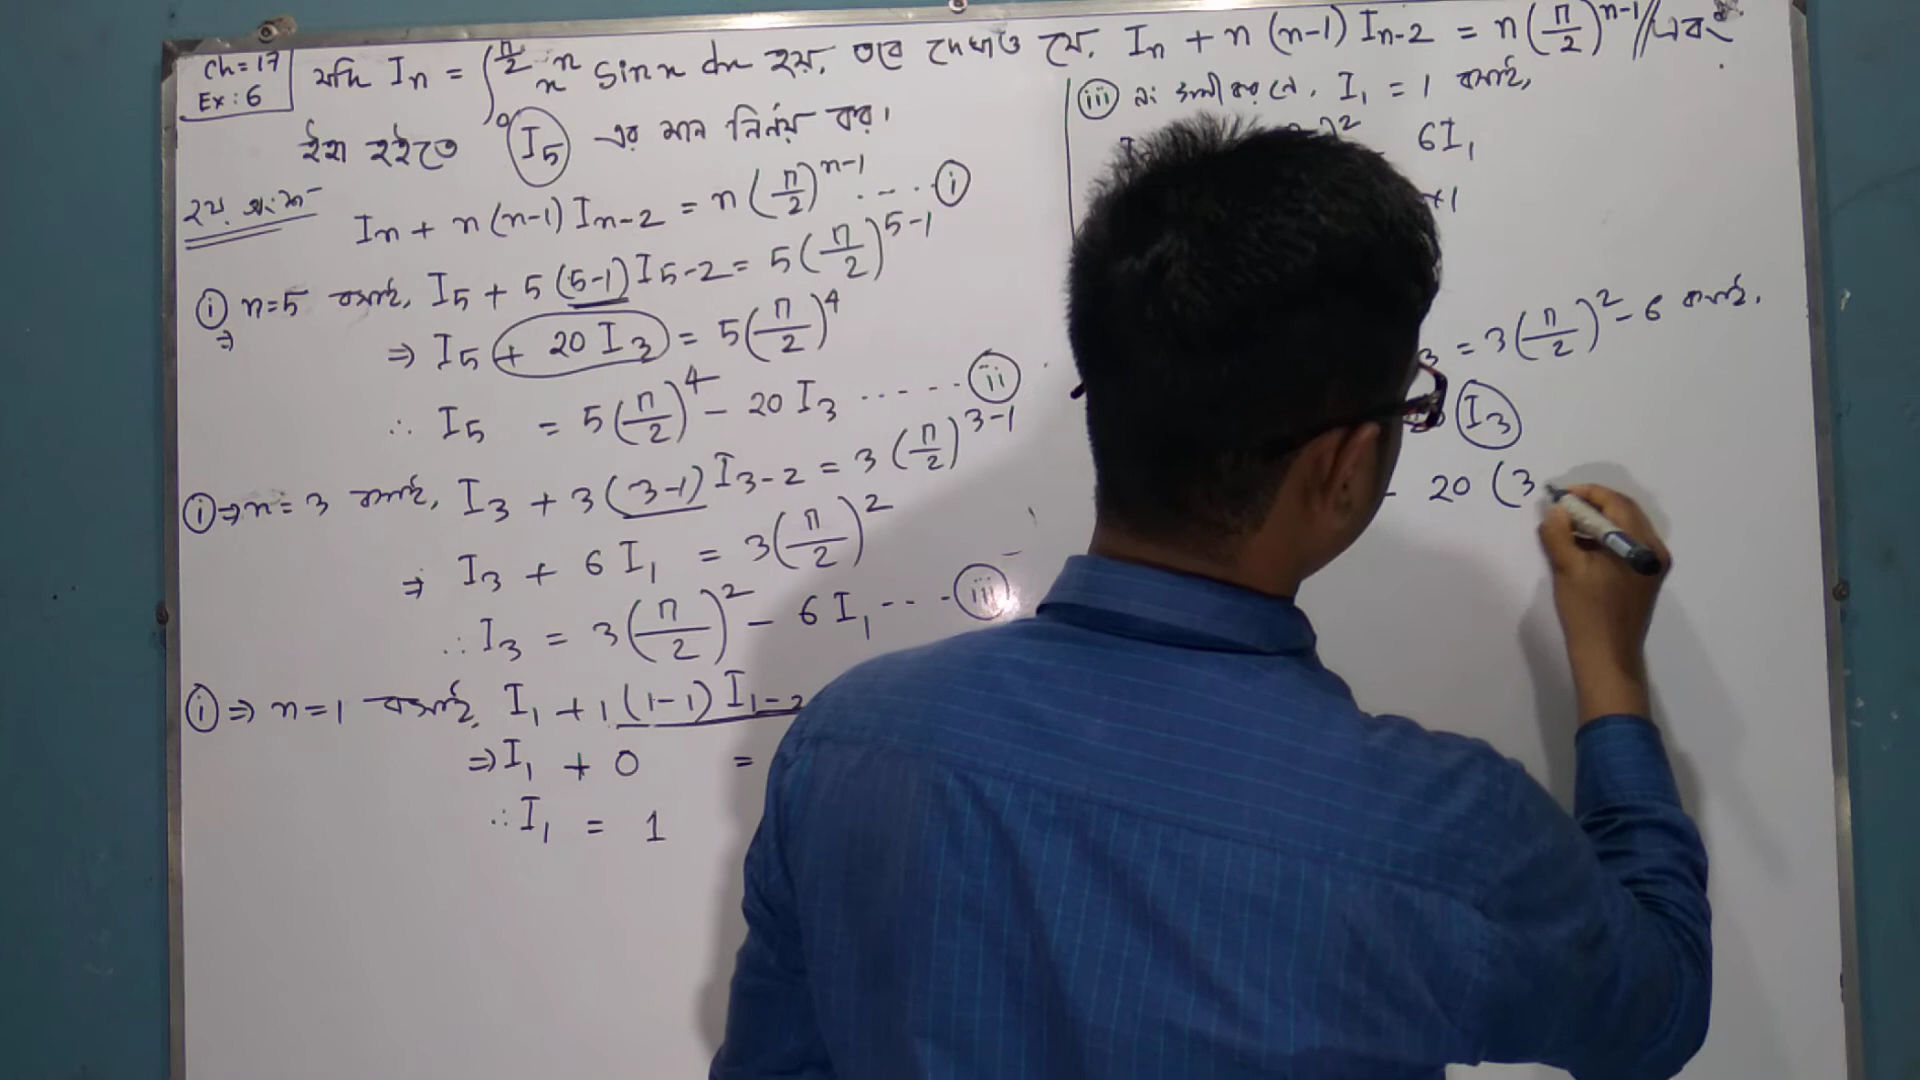 Ch=17
Ex: 6
যদি Iₙ = ∫₀^(π/2) xⁿ sin x dx হয়, তবে দেখাও যে, Iₙ + n(n-1) Iₙ₋₂ = n(π/2)ⁿ⁻¹ // এবং
ইহা হইতে I₅ এর মান নির্নয় কর।
২য় অংশ
Iₙ + n(n-1) Iₙ₋₂ = n(π/2)ⁿ⁻¹ ..... (i)
(i) ⇒ n=5 বসাই, I₅ + 5(5-1) I₅₋₂ = 5(π/2)⁵⁻¹
⇒ I₅ + 20 I₃ = 5(π/2)⁴
∴ I₅ = 5(π/2)⁴ - 20 I₃ ..... (ii)
(i) ⇒ n=3 বসাই, I₃ + 3(3-1) I₃₋₂ = 3(π/2)³⁻¹
⇒ I₃ + 6 I₁ = 3(π/2)²
∴ I₃ = 3(π/2)² - 6 I₁ ... (iii)
(i) ⇒ n=1 বসাই, I₁ + 1(1-1) I₁₋₂
⇒ I₁ + 0 =
∴ I₁ = 1
(iii) নং I₁ = 1 বসাই,
6I₁
= 3(π/2)² - 6 বসাই,
I₃
- 20 (3